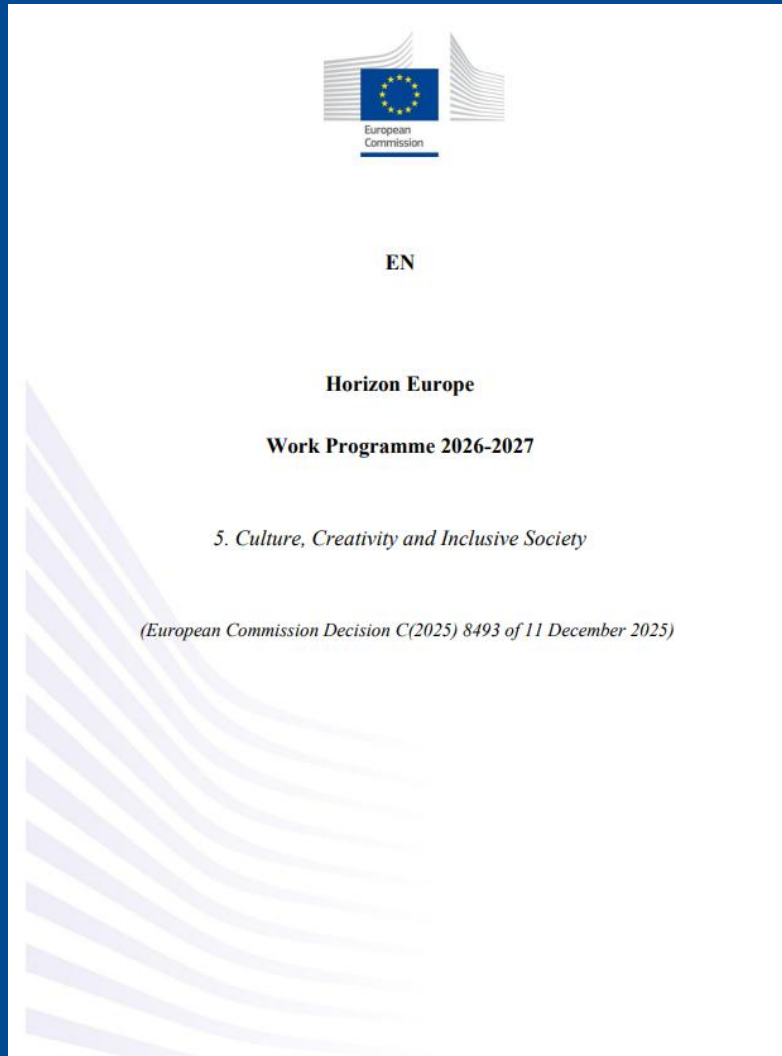 European
Commission
EN
Horizon Europe
Work Programme 2026-2027
5. Culture, Creativity and Inclusive Society
(European Commission Decision C(2025) 8493 of 11 December 2025)